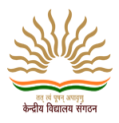 तत् त्वं पूषन् अपावृणु
केन्द्रीय विद्यालय संगठन